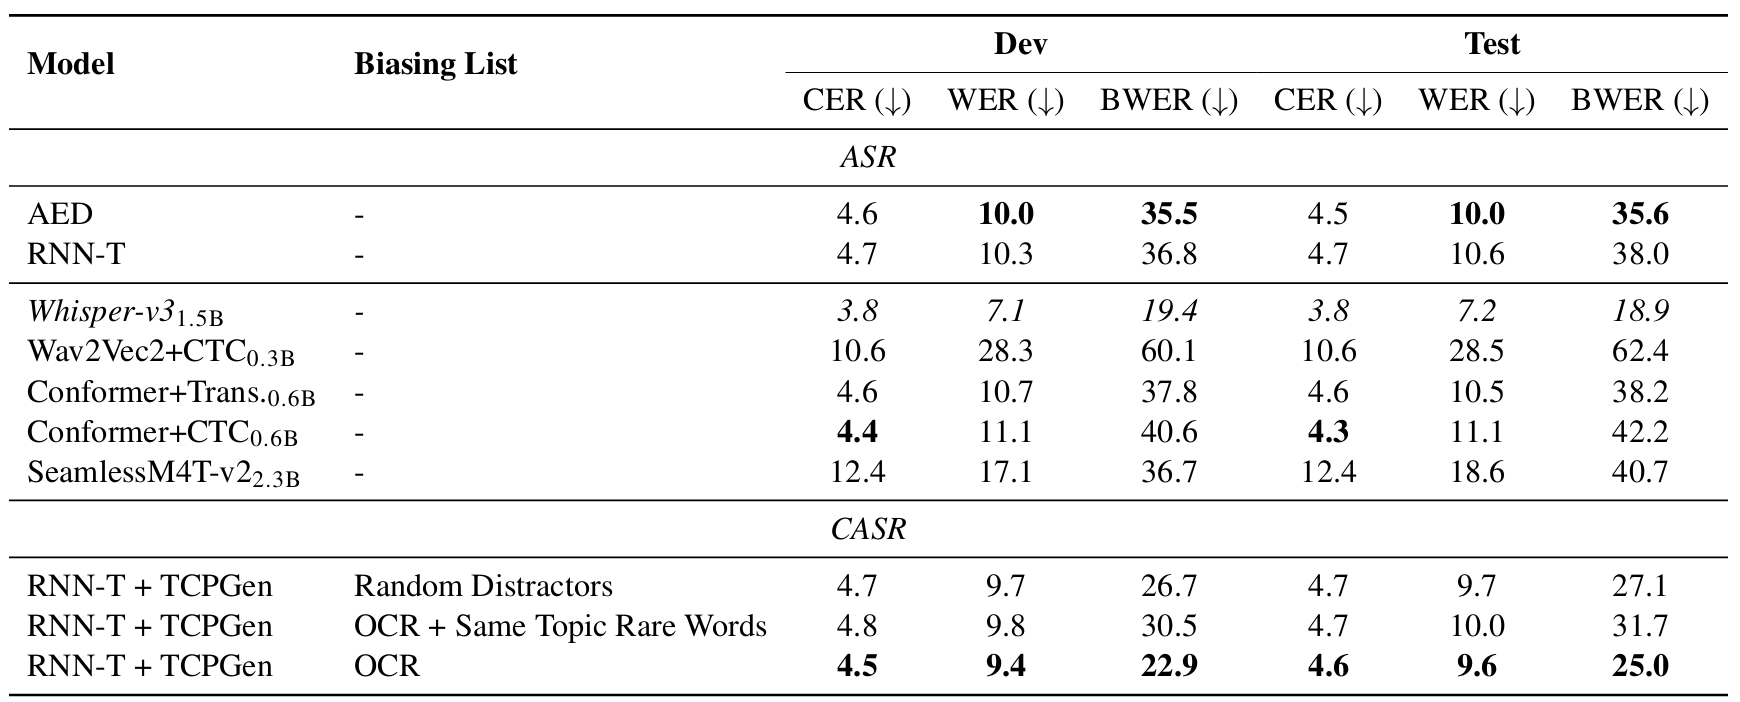 Model Biasing List Dev Test
CER (↓) WER (↓) BWER (↓) CER (↓) WER (↓) BWER (↓)
ASR
AED - 4.6 10.0 35.5 4.5 10.0 35.6
RNN-T - 4.7 10.3 36.8 4.7 10.6 38.0
Whisper-v3 1.5B - 3.8 7.1 19.4 3.8 7.2 18.9
Wav2Vec2+CTC 0.3B - 10.6 28.3 60.1 10.6 28.5 62.4
Conformer+Trans. 0.6B - 4.6 10.7 37.8 4.6 10.5 38.2
Conformer+CTC 0.6B - 4.4 11.1 40.6 4.3 11.1 42.2
SeamlessM4T-v2 2.3B - 12.4 17.1 36.7 12.4 18.6 40.7
CASR
RNN-T + TCPGen Random Distractors 4.7 9.7 26.7 4.7 9.7 27.1
RNN-T + TCPGen OCR + Same Topic Rare Words 4.8 9.8 30.5 4.7 10.0 31.7
RNN-T + TCPGen OCR 4.5 9.4 22.9 4.6 9.6 25.0